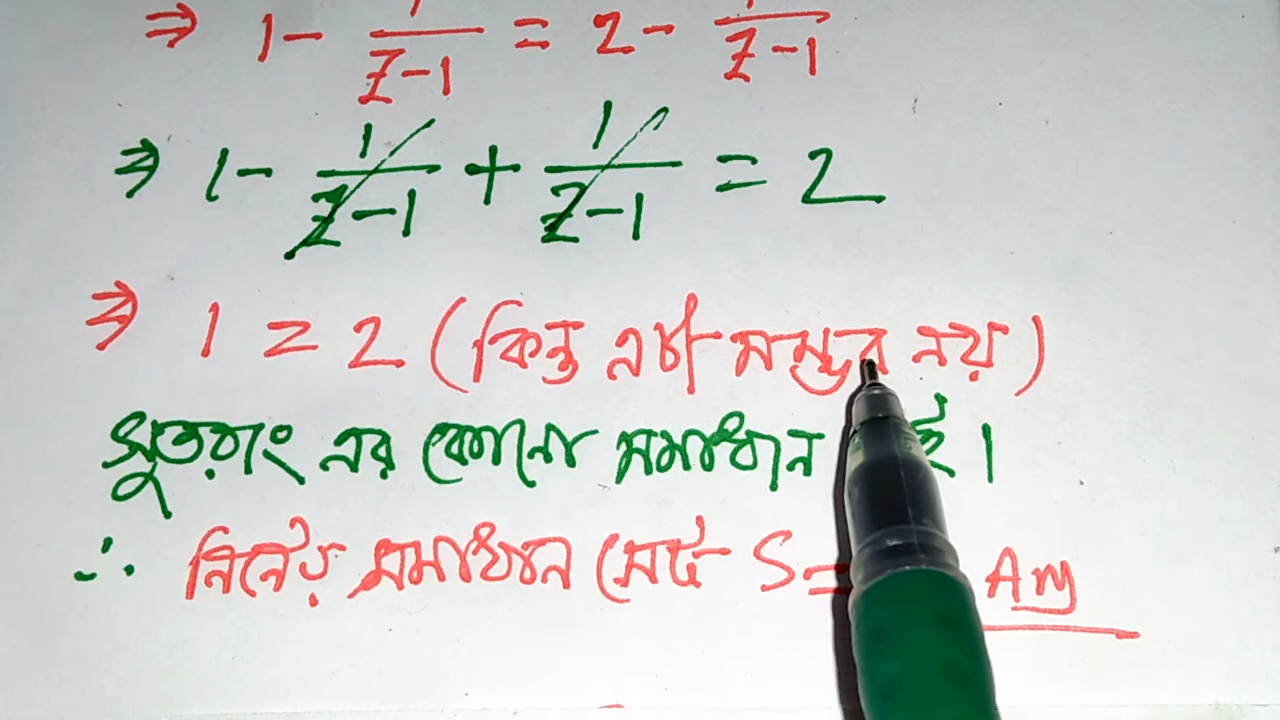 ⇒ 1 - 1/(z-1) = 2 - 1/(z-1)
⇒ 1 - 1/(z-1) + 1/(z-1) = 2
⇒ 1 = 2 (কিন্তু এটা সম্ভব নয়)
সুতরাং এর কোনো সমাধান
∴ নির্নেয় সমাধান সেট S = Ans